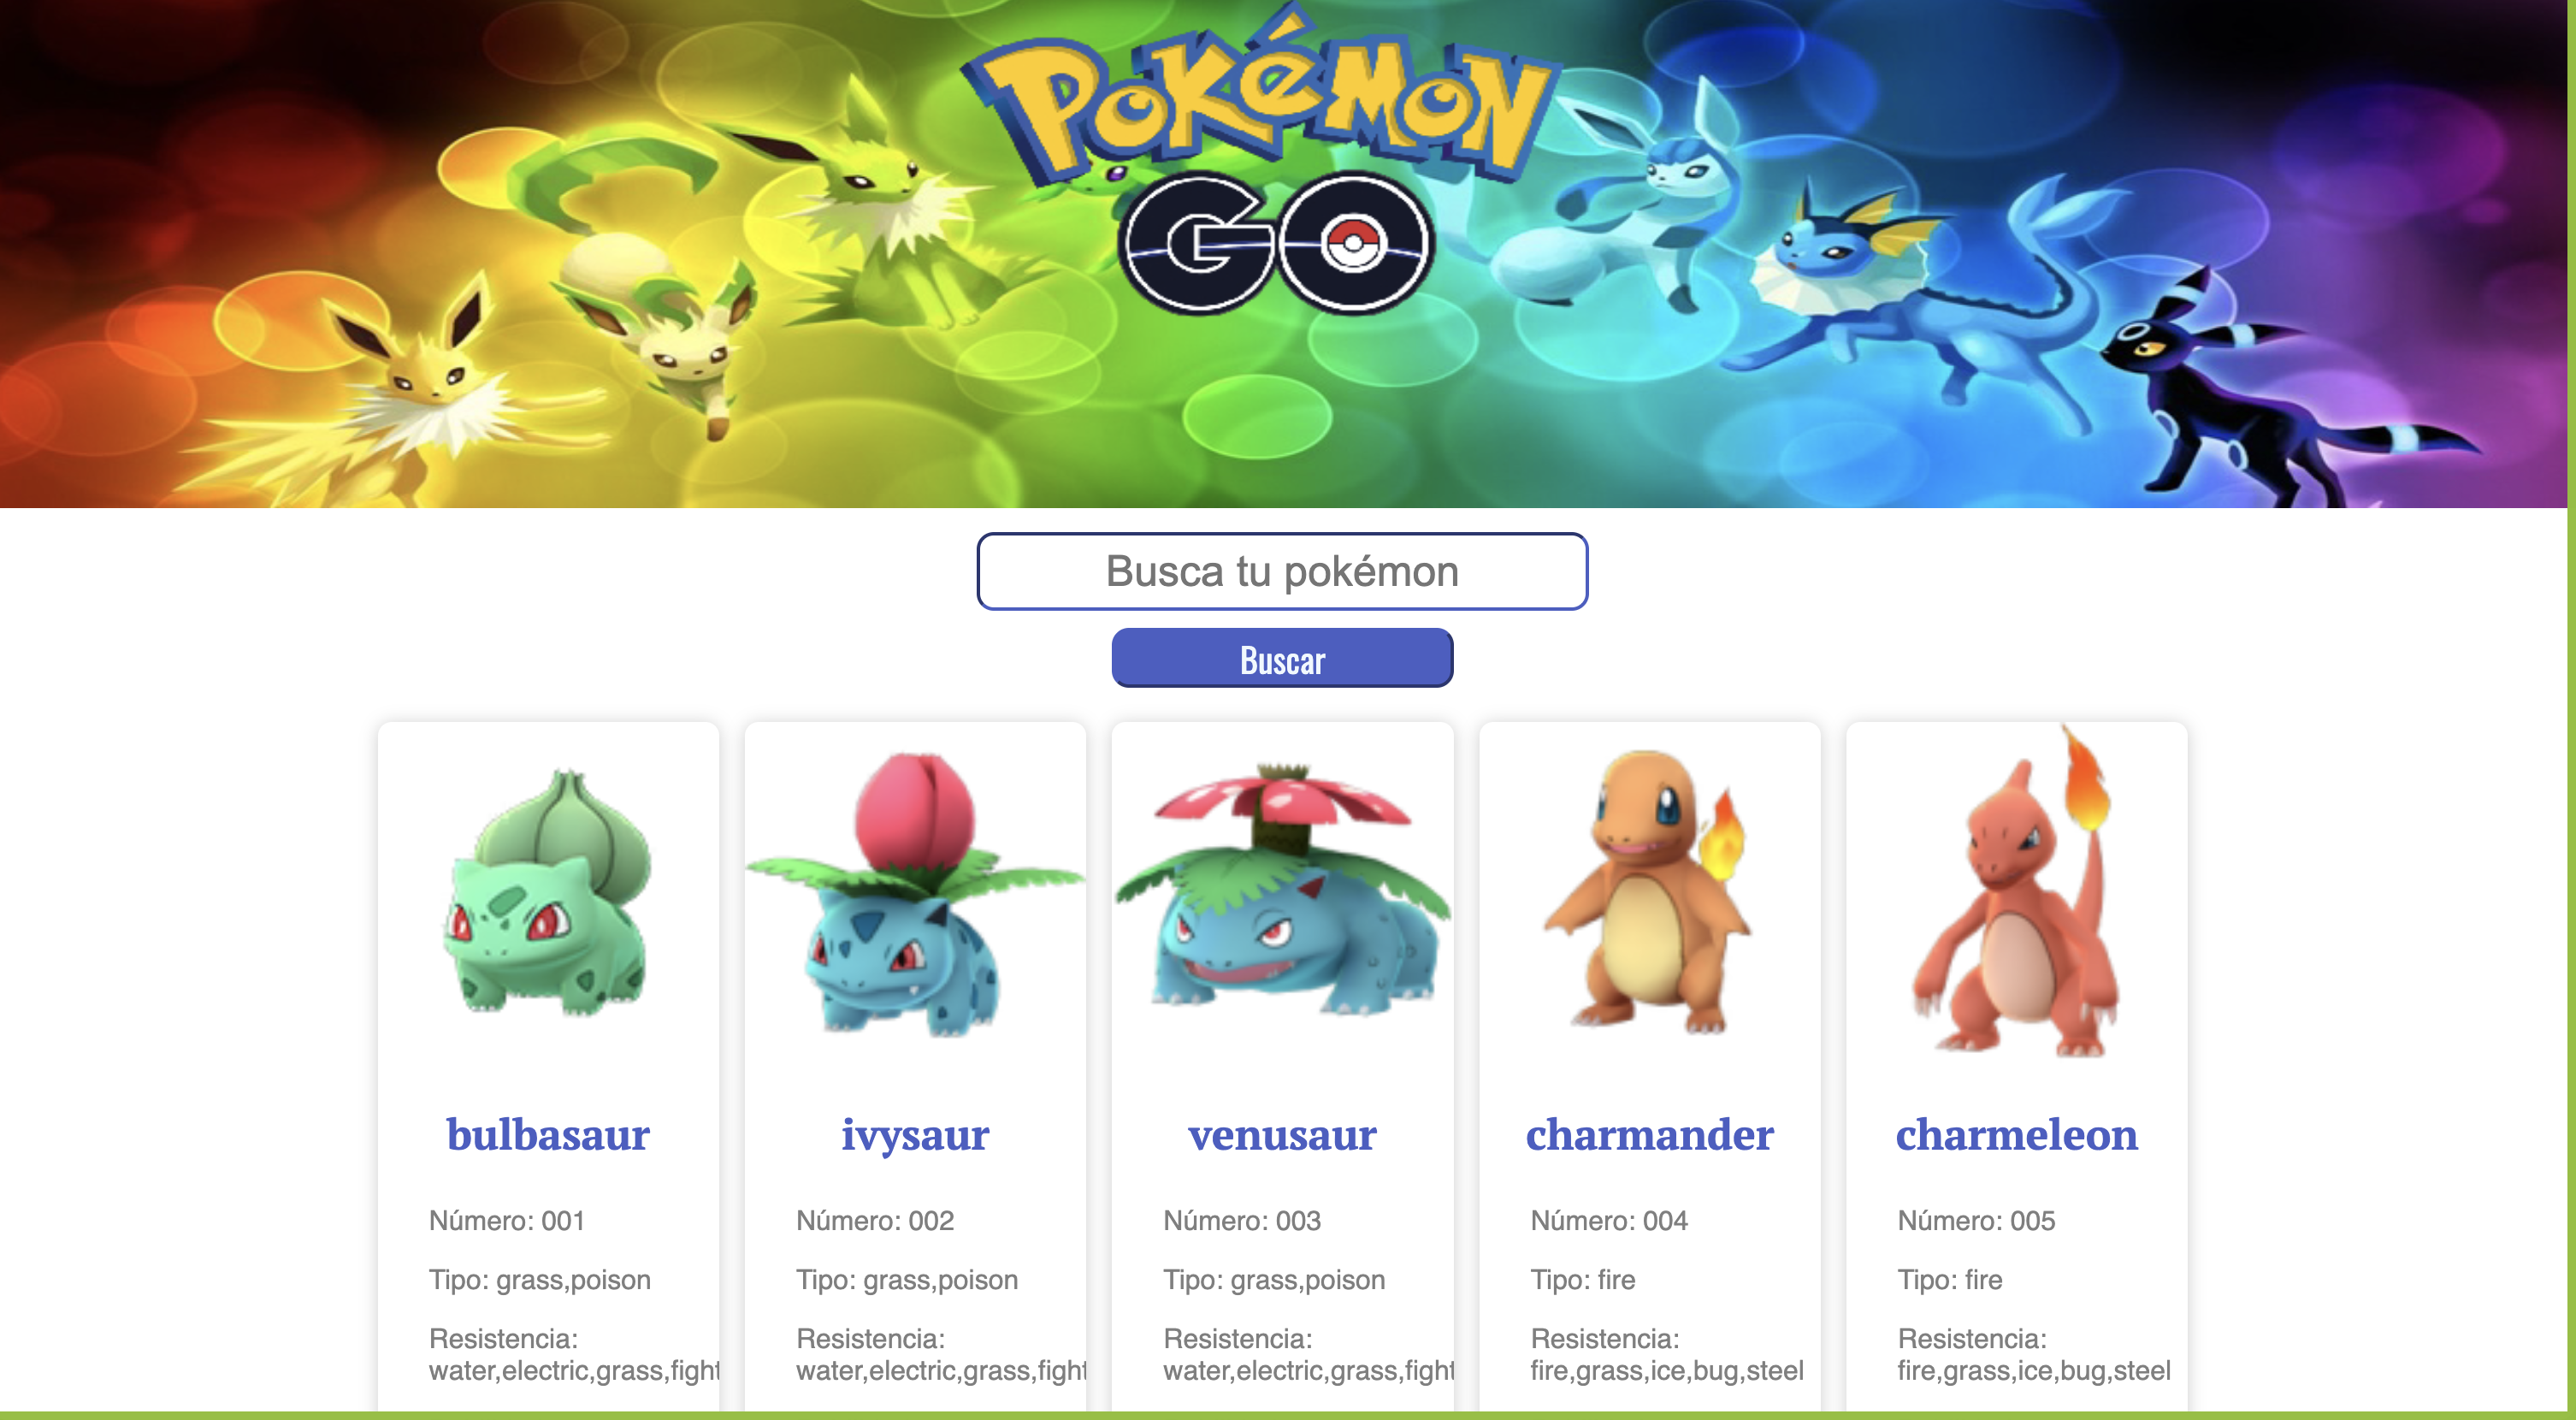 POKÉMON
GO
Busca tu pokémon
Buscar
bulbasaur
Número: 001
Tipo: grass,poison
Resistencia:
water,electric,grass,fight
ivysaur
Número: 002
Tipo: grass,poison
Resistencia:
water,electric,grass,fight
venusaur
Número: 003
Tipo: grass,poison
Resistencia:
water,electric,grass,fight
charmander
Número: 004
Tipo: fire
Resistencia:
fire,grass,ice,bug,steel
charmeleon
Número: 005
Tipo: fire
Resistencia:
fire,grass,ice,bug,steel